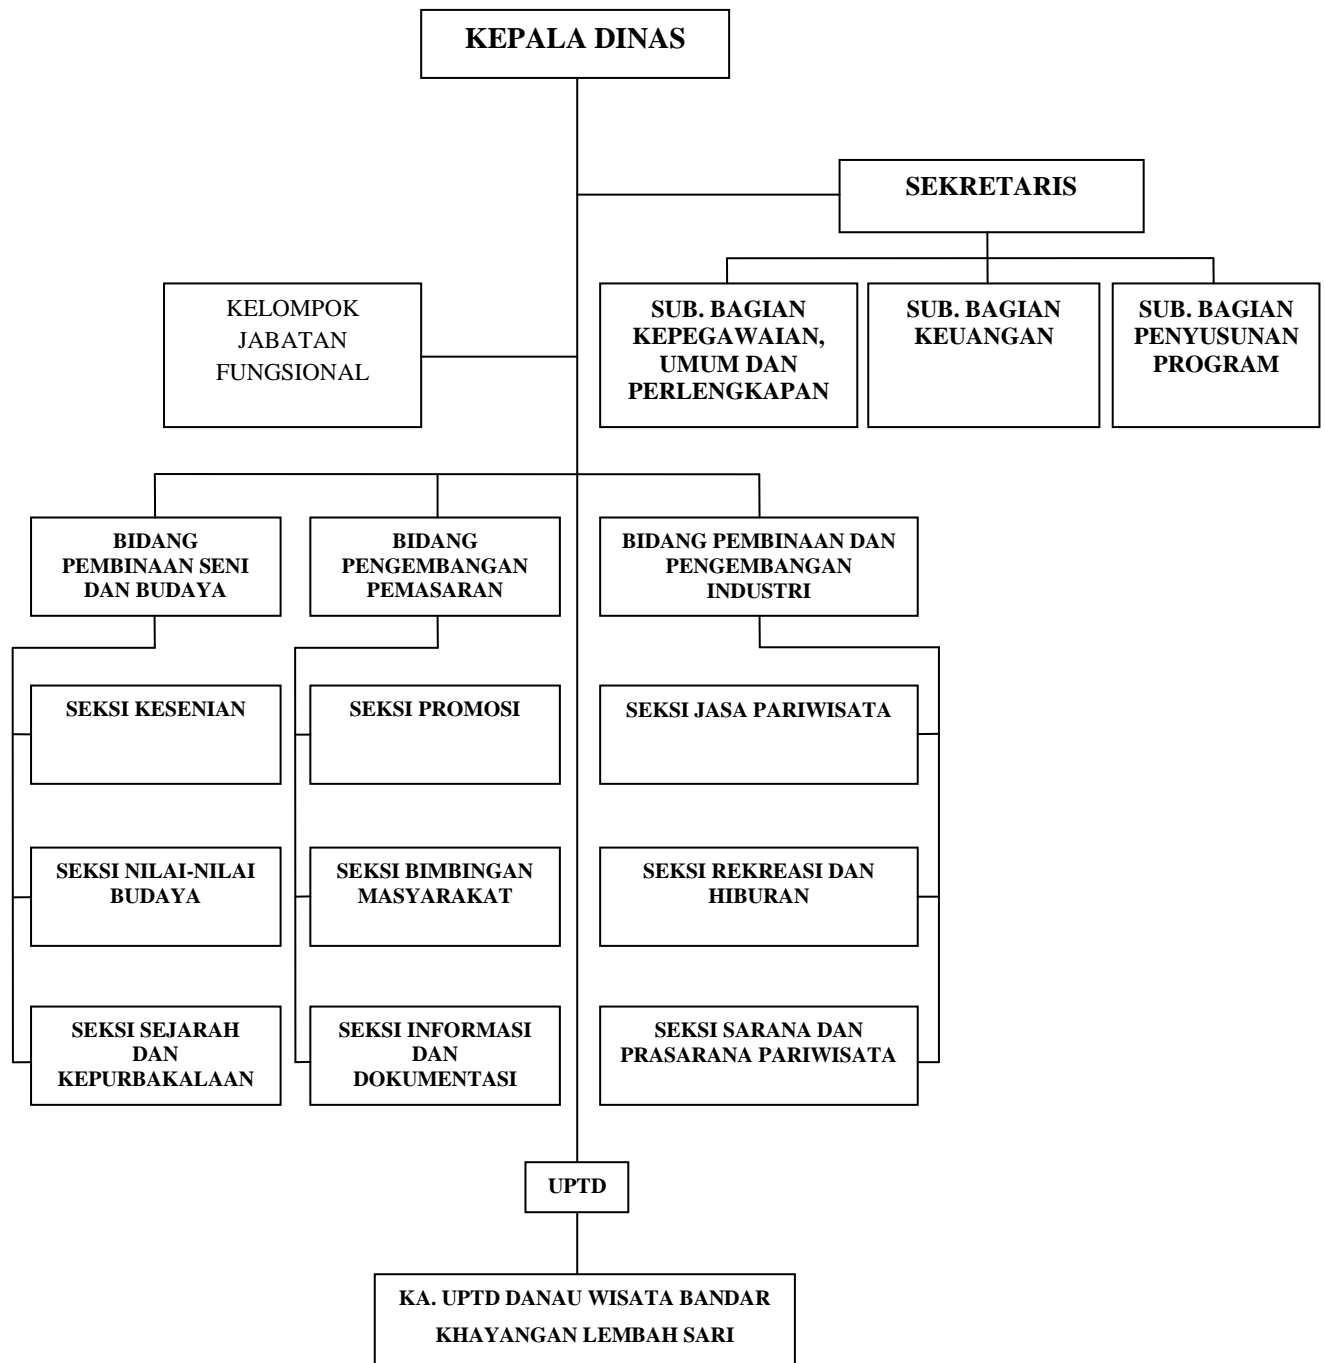 KEPALA DINAS
SEKRETARIS
KELOMPOK
JABATAN
FUNGSIONAL
SUB. BAGIAN
KEPEGAWAIAN,
UMUM DAN
PERLENGKAPAN
SUB. BAGIAN
KEUANGAN
SUB. BAGIAN
PENYUSUNAN
PROGRAM
BIDANG
PEMBINAAN SENI
DAN BUDAYA
BIDANG
PENGEMBANGAN
PEMASARAN
BIDANG PEMBINAAN DAN
PENGEMBANGAN
INDUSTRI
SEKSI KESENIAN
SEKSI PROMOSI
SEKSI JASA PARIWISATA
SEKSI NILAI-NILAI
BUDAYA
SEKSI BIMBINGAN
MASYARAKAT
SEKSI REKREASI DAN
HIBURAN
SEKSI SEJARAH
DAN
KEPURBAKALAAN
SEKSI INFORMASI
DAN
DOKUMENTASI
SEKSI SARANA DAN
PRASARANA PARIWISATA
UPTD
KA. UPTD DANAU WISATA BANDAR
KHAYANGAN LEMBAH SARI